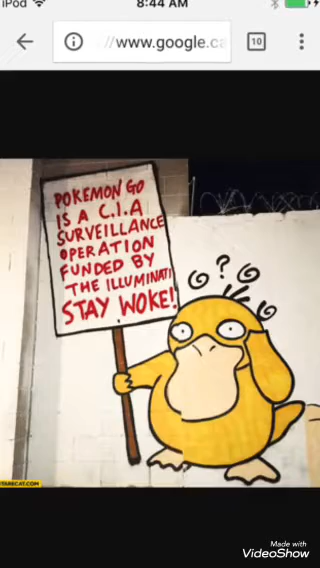 iPod
8:44 AM
//www.google.ca
10
POKEMON GO
IS A C.I.A
SURVEILLANCE
OPERATION
FUNDED BY
THE ILLUMINATI
STAY WOKE!
?
Made with
VideoShow